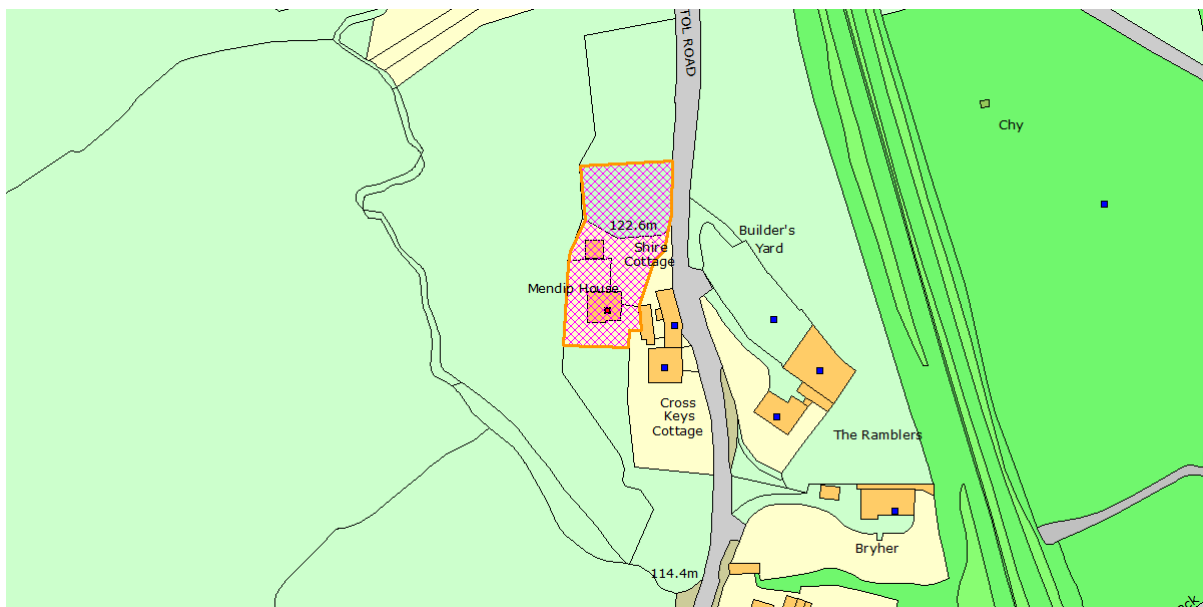 TOL ROAD
Chy
122.6m
Builder's
Yard
Shire
Cottage
Mendip House
Cross
Keys
Cottage
The Ramblers
Bryher
114.4m